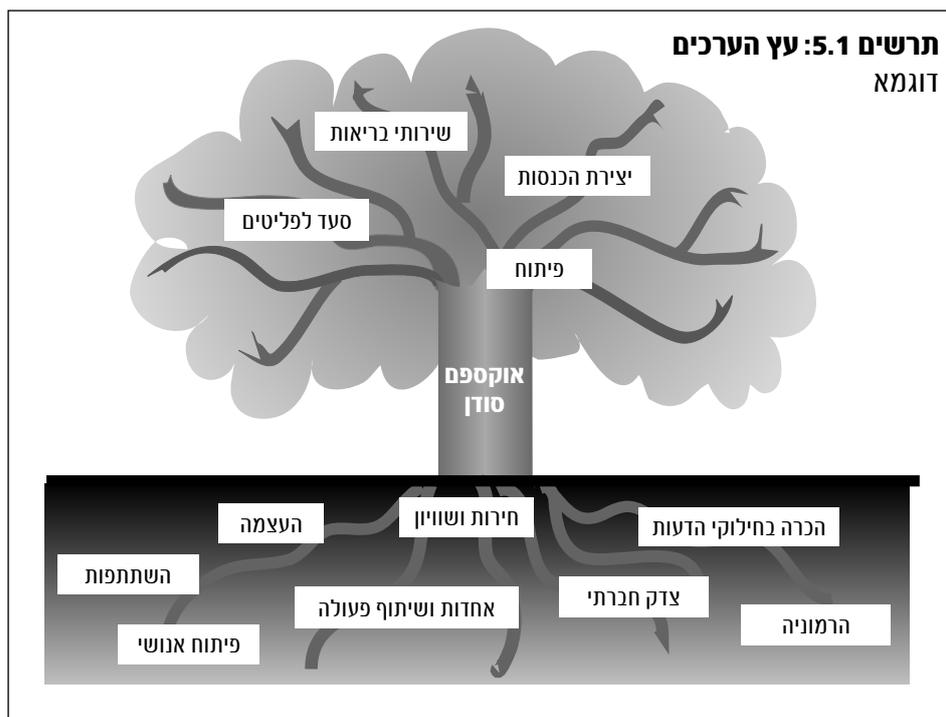 תרשים 5.1: עץ הערכים
דוגמא
שירותי בריאות
יצירת הכנסות
סעד לפליטים
פיתוח
אוקספם
סודן
חירות ושוויון
הכרה בחילוקי הדעות
העצמה
השתתפות
צדק חברתי
אחדות ושיתוף פעולה
הרמוניה
פיתוח אנושי